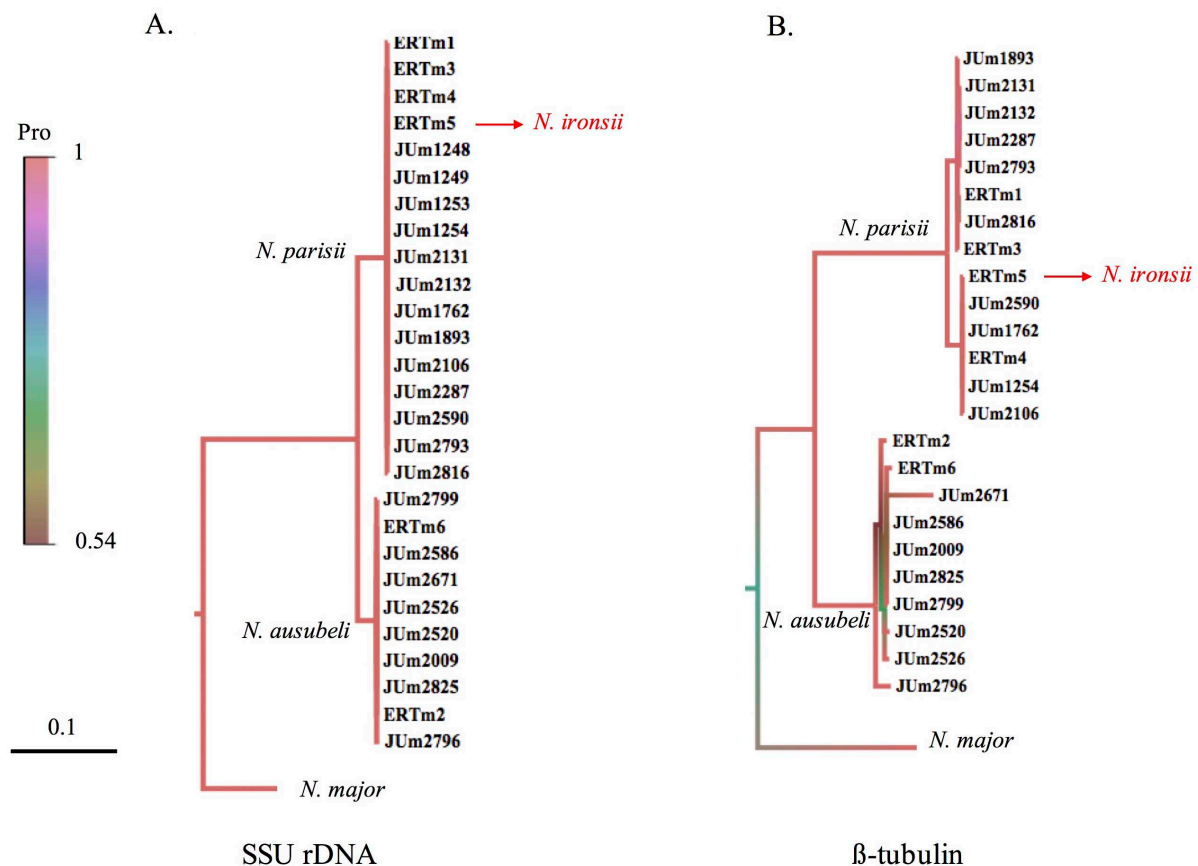 A.
ERTm1
ERTm3
ERTm4
ERTm5
N. ironsii
JUm1248
JUm1249
JUm1253
JUm1254
N. parisii
JUm2131
JUm2132
JUm1762
JUm1893
JUm2106
JUm2287
JUm2590
JUm2793
JUm2816
JUm2799
ERTm6
JUm2586
JUm2671
JUm2526
N. ausubeli
JUm2520
JUm2009
JUm2825
ERTm2
JUm2796
N. major
SSU rDNA
Pro
1
0.54
0.1
B.
JUm1893
JUm2131
JUm2132
JUm2287
JUm2793
ERTm1
N. parisii
JUm2816
ERTm3
ERTm5
N. ironsii
JUm2590
JUm1762
ERTm4
JUm1254
JUm2106
ERTm2
ERTm6
JUm2671
JUm2586
JUm2009
JUm2825
JUm2799
N. ausubeli
JUm2520
JUm2526
JUm2796
N. major
ß-tubulin